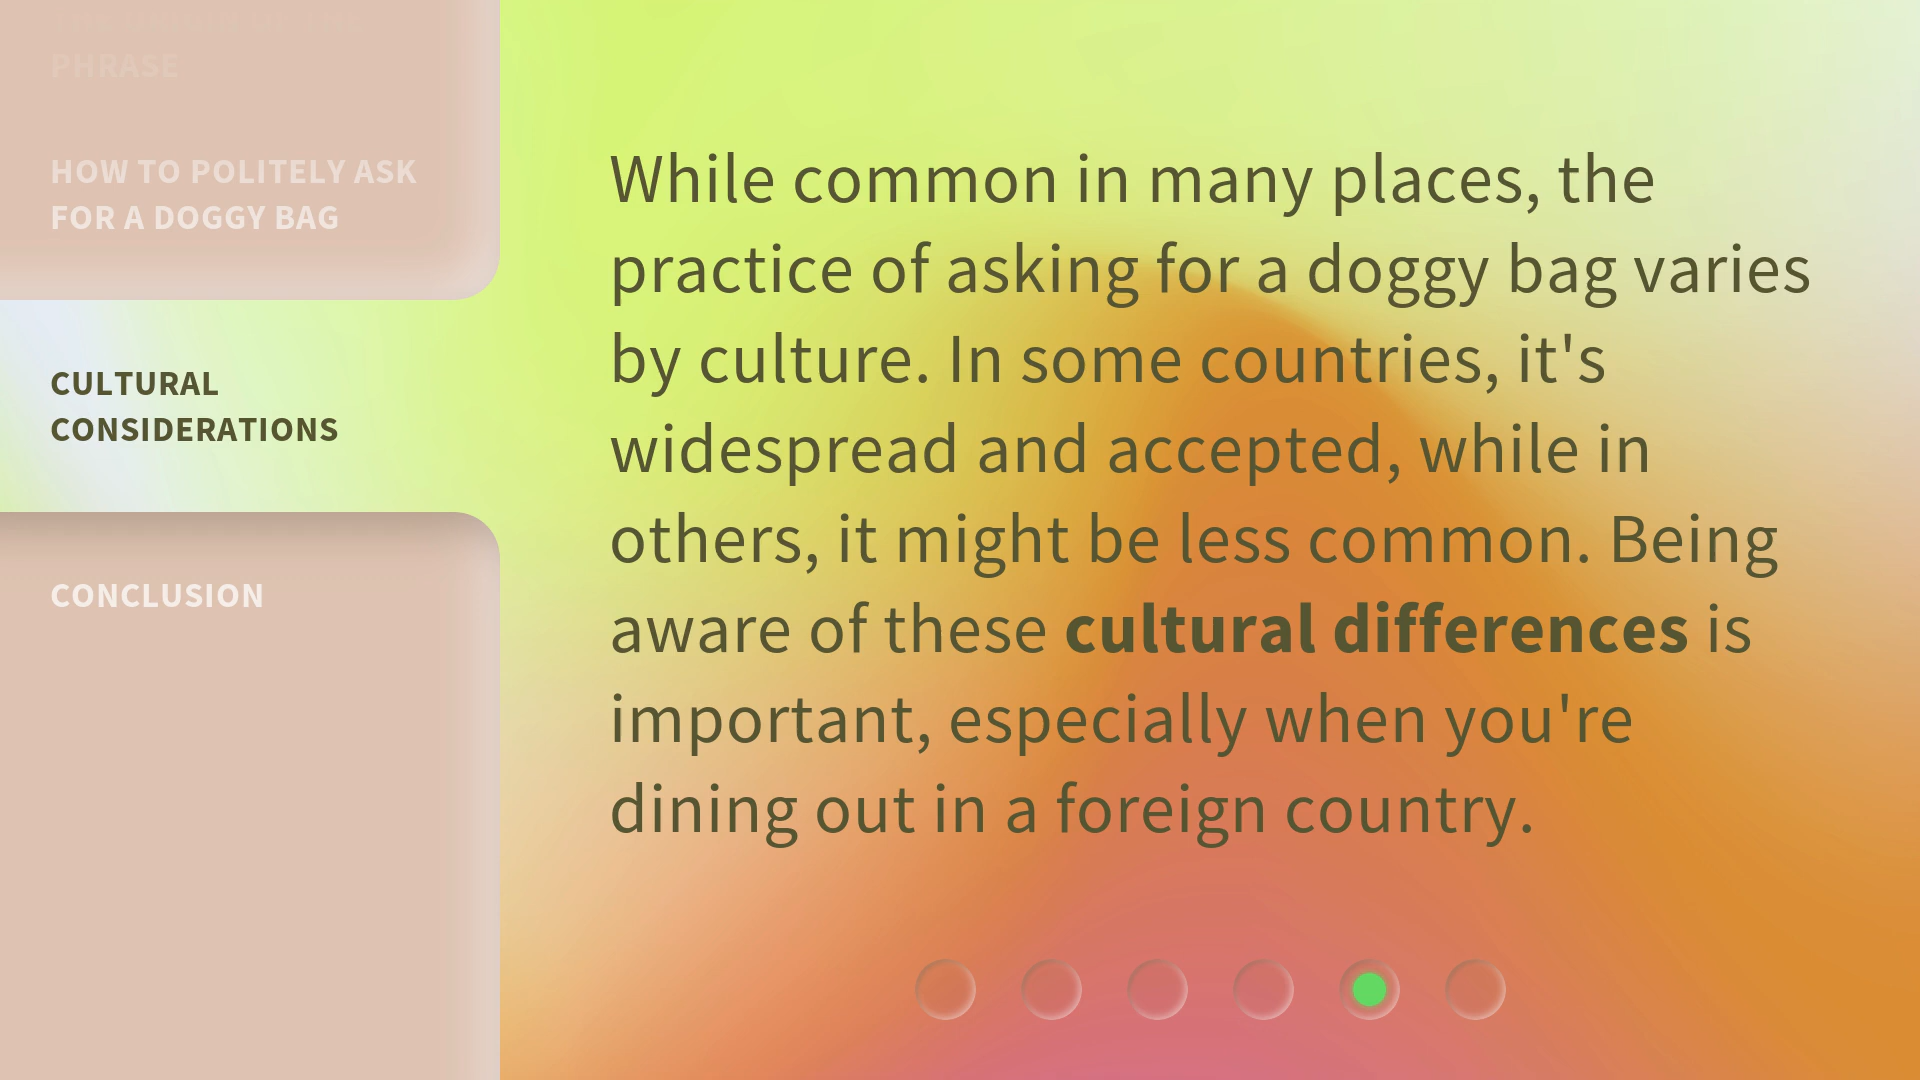 PHRASE
HOW TO POLITELY ASK
FOR A DOGGY BAG
CULTURAL
CONSIDERATIONS
CONCLUSION
While common in many places, the
practice of asking for a doggy bag varies
by culture. In some countries, it's
widespread and accepted, while in
others, it might be less common. Being
aware of these cultural differences is
important, especially when you're
dining out in a foreign country.